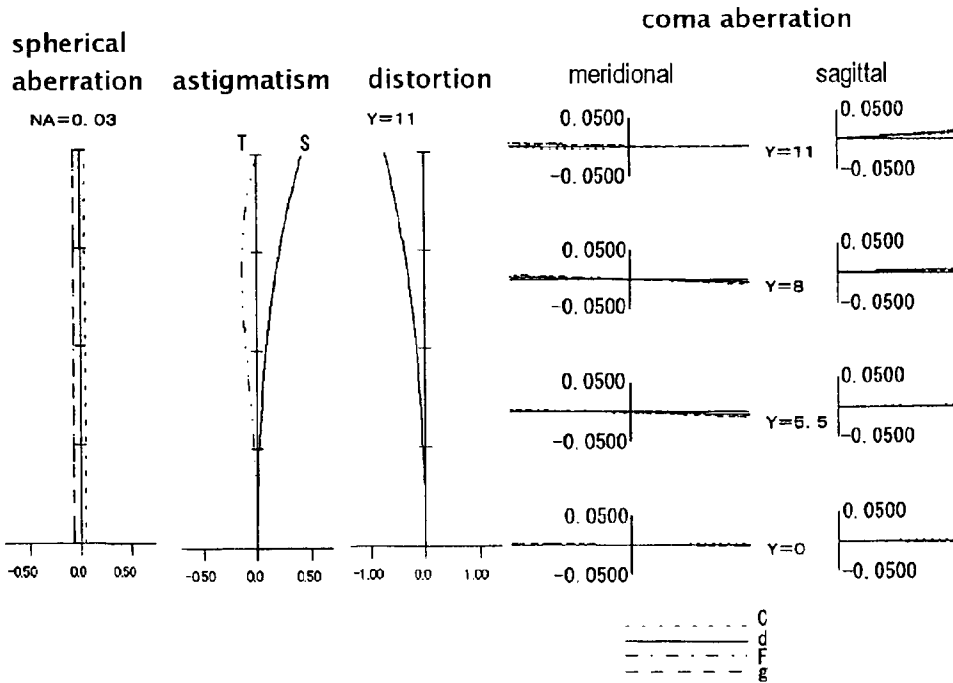 coma aberration
spherical
aberration
astigmatism
distortion
meridional
sagittal
NA=0.03
T
S
Y=11
-0.50
0.0
0.50
-0.50
0.0
0.50
-1.00
0.0
1.00
0.0500
-0.0500
Y=11
0.0500
-0.0500
0.0500
-0.0500
Y=8
0.0500
-0.0500
0.0500
-0.0500
Y=5.5
0.0500
-0.0500
0.0500
-0.0500
Y=0
0.0500
-0.0500
C
d
F
g